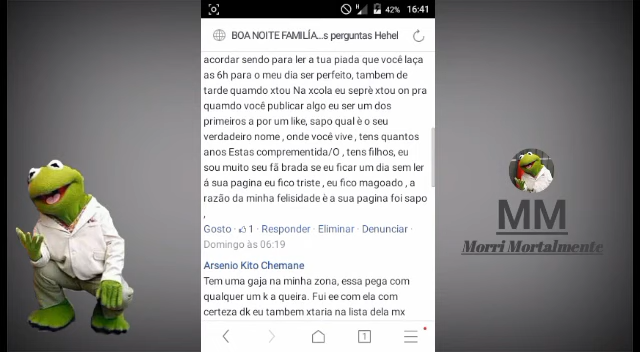 42% 16:41
BOA NOITE FAMILÍA...s perguntas Hehel
acordar sendo para ler a tua piada que você laça
as 6h para o meu dia ser perfeito, tambem de
tarde quamdo xtou Na xcola eu seprè xtou on pra
quamdo você publicar algo eu ser um dos
primeiros a por um like, sapo qual è o seu
verdadeiro nome , onde você vive , tens quantos
anos Estas comprementida/O , tens filhos, eu
sou muito seu fã brada se eu ficar um dia sem ler
á sua pagina eu fico triste , eu fico magoado , a
razão da minha felisidade è a sua pagina foi sapo
,
Gosto · 1 · Responder · Eliminar · Denunciar ·
Domingo às 06:19
Arsenio Kito Chemane
Tem uma gaja na minha zona, essa pega com
qualquer um k a queira. Fui ee com ela com
certeza dk eu tambem xtaria na lista dela mx
1
MM
Morri Mortalmente